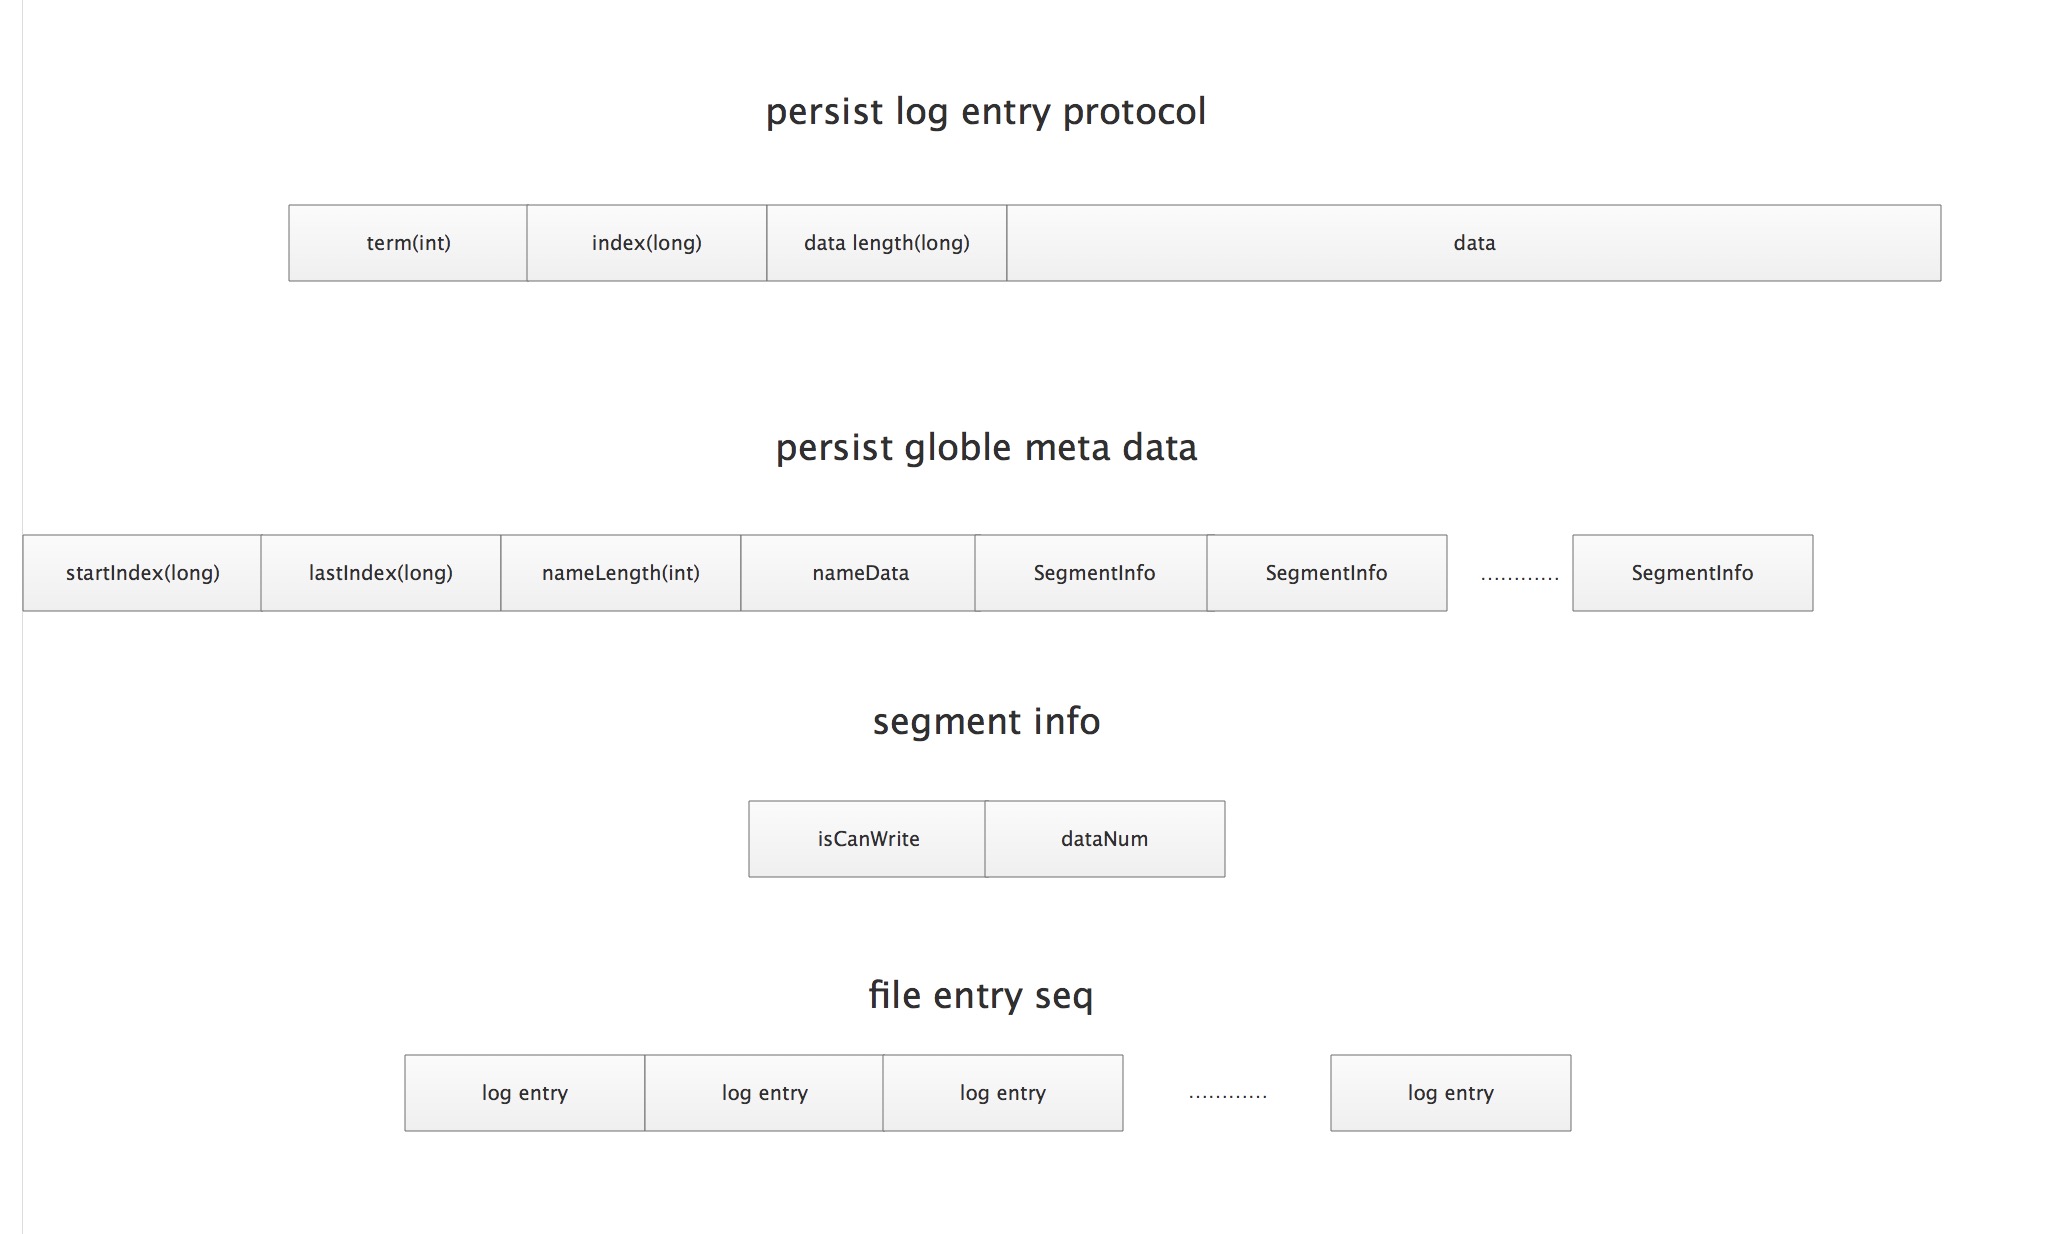 persist log entry protocol
term(int) index(long) data length(long) data
persist globle meta data
startIndex(long) lastIndex(long) nameLength(int) nameData SegmentInfo SegmentInfo ............ SegmentInfo
segment info
isCanWrite dataNum
file entry seq
log entry log entry log entry ............ log entry